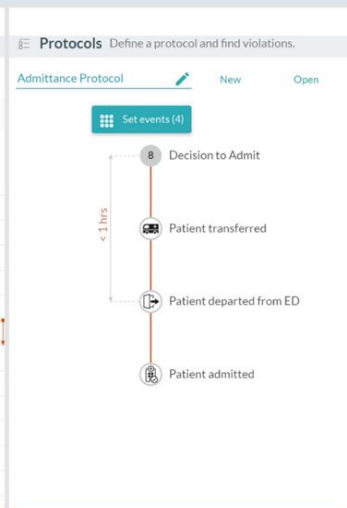 Protocols Define a protocol and find violations.
Admittance Protocol New Open
Set events (4)
8 Decision to Admit
< 1 hrs
Patient transferred
Patient departed from ED
Patient admitted